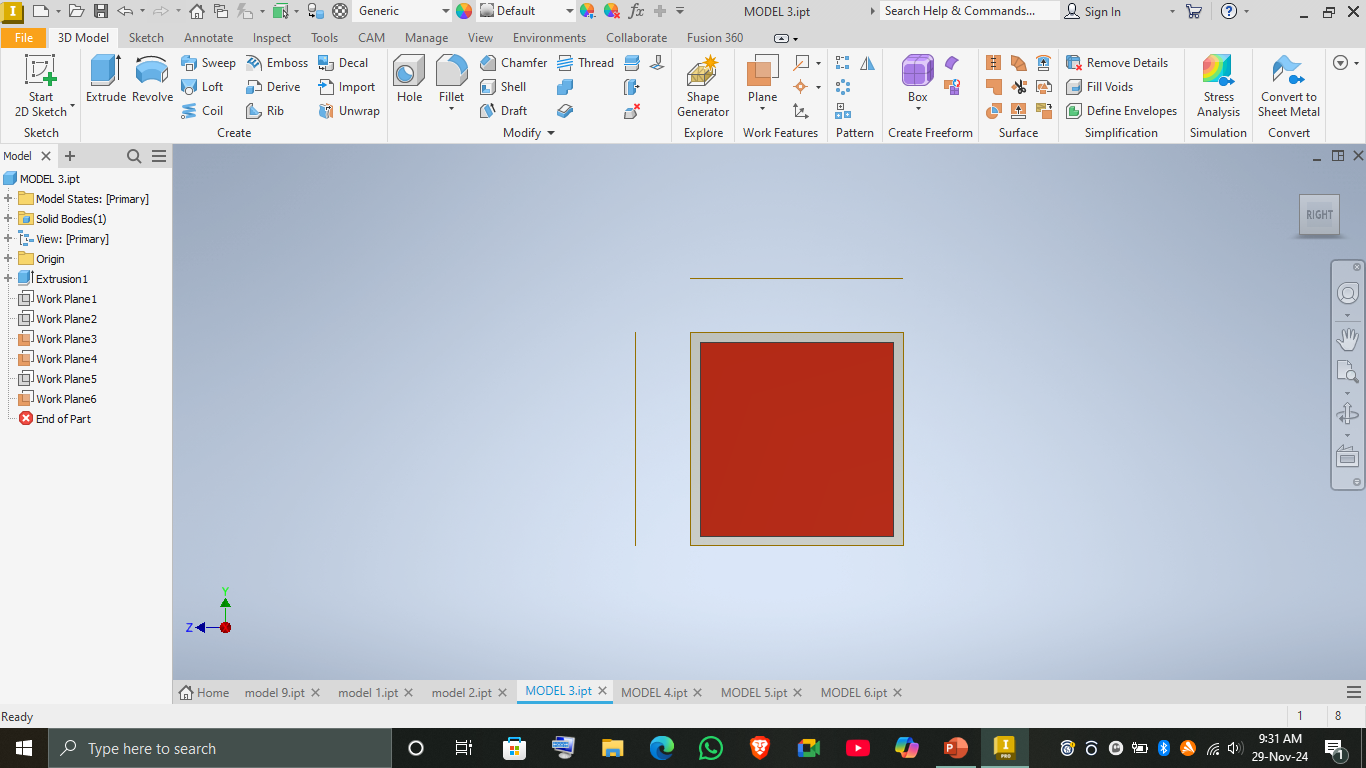 I Generic Default fx MODEL 3.ipt Search Help & Commands... Sign In ?
File 3D Model Sketch Annotate Inspect Tools CAM Manage View Environments Collaborate Fusion 360
Start
2D Sketch
Extrude Revolve
Sweep Emboss Decal
Loft Derive Import
Coil Rib Unwrap
Hole Fillet
Chamfer Thread
Shell
Draft
Shape
Generator
Plane
Box
Remove Details
Fill Voids
Define Envelopes
Stress
Analysis
Convert to
Sheet Metal
Sketch Create Modify Explore Work Features Pattern Create Freeform Surface Simplification Simulation Convert
Model
MODEL 3.ipt
Model States: [Primary]
Solid Bodies(1)
View: [Primary]
Origin
Extrusion1
Work Plane1
Work Plane2
Work Plane3
Work Plane4
Work Plane5
Work Plane6
End of Part
RIGHT
Y
Z
Home model 9.ipt model 1.ipt model 2.ipt MODEL 3.ipt MODEL 4.ipt MODEL 5.ipt MODEL 6.ipt
Ready 1 8
Type here to search
P
I
PRO
9:31 AM
29-Nov-24
1